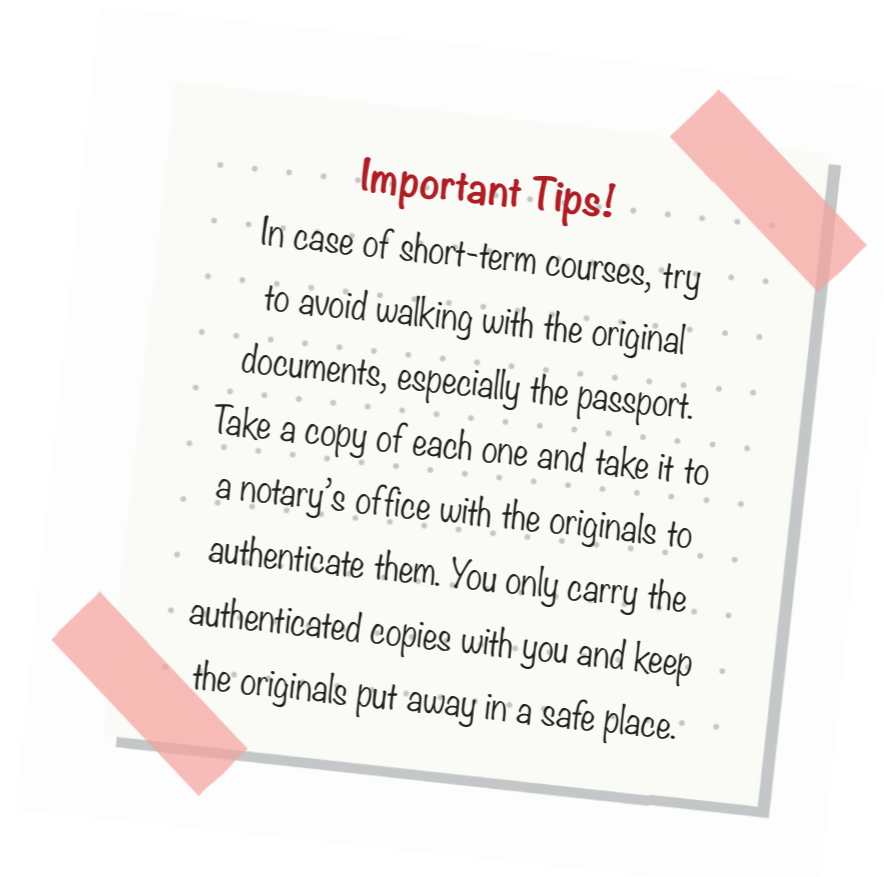 Important Tips!
In case of short-term courses, try
to avoid walking with the original
documents, especially the passport.
Take a copy of each one and take it to
a notary’s office with the originals to
authenticate them. You only carry the
authenticated copies with you and keep
the originals put away in a safe place.